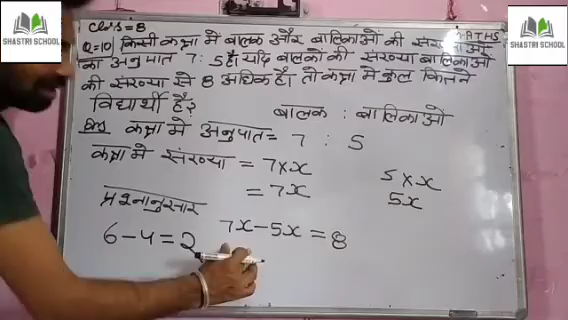 SHASTRI SCHOOL
SHASTRI SCHOOL
Class = 8
MATHS
Q=10 किसी कक्षा में बालक और बालिकाओं की संख्याओं
का अनुपात 7 : 5 है। यदि बालकों की संख्या बालिकाओं
की संख्या से 8 अधिक है। तो कक्षा में कुल कितने
विद्यार्थी हैं?
बालक : बालिकाओं
Ans कक्षा में अनुपात = 7 : 5
कक्षा में संख्या = 7×x 5×x
= 7x 5x
प्रश्नानुसार
6-4=2 7x-5x=8